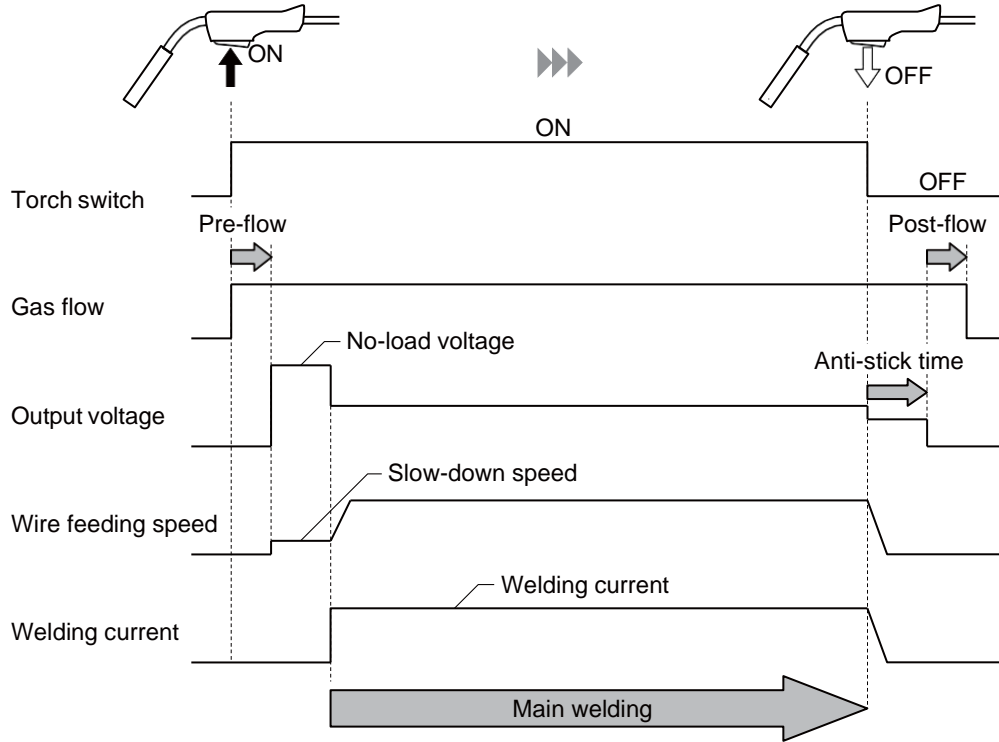 ON
OFF
ON
Torch switch
OFF
Pre-flow
Post-flow
Gas flow
No-load voltage
Anti-stick time
Output voltage
Slow-down speed
Wire feeding speed
Welding current
Welding current
Main welding